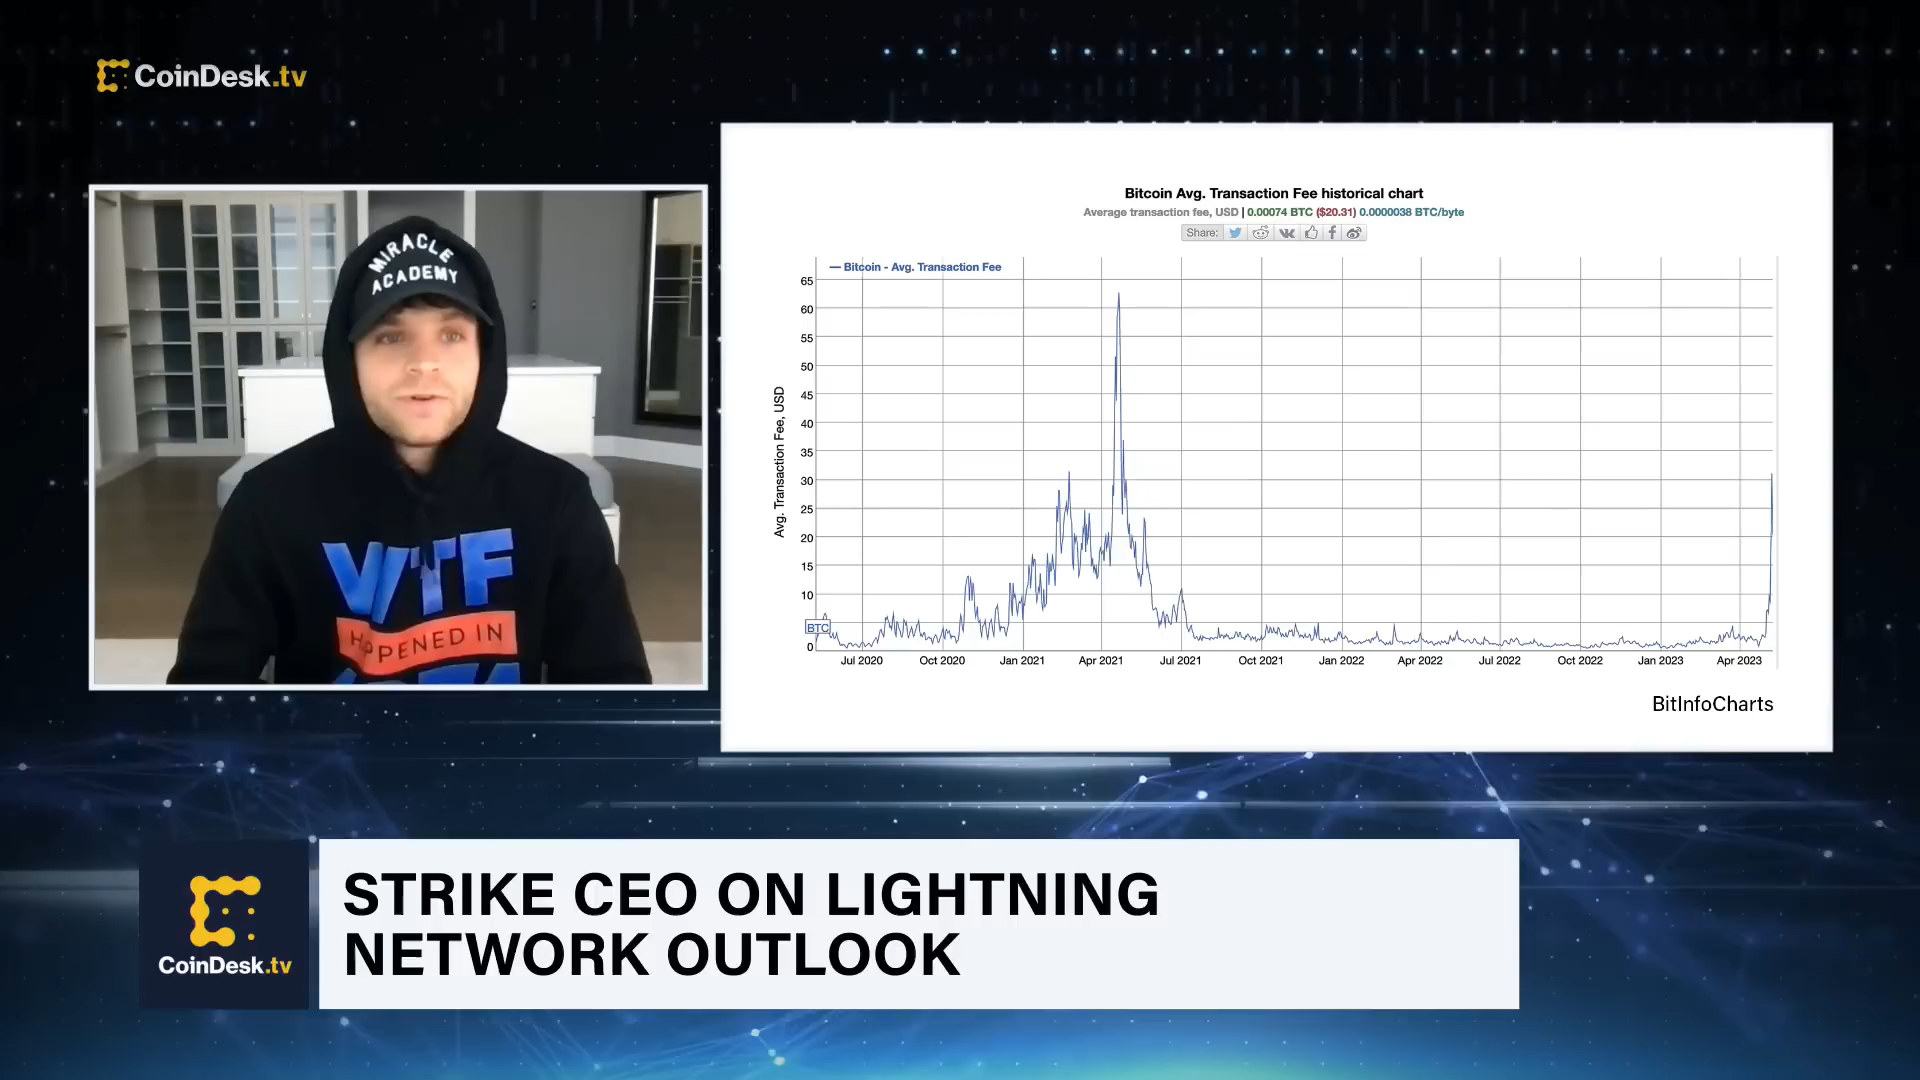 CoinDesk.tv
MIRACLE
ACADEMY
WTF
HAPPENED IN
Bitcoin Avg. Transaction Fee historical chart
Average transaction fee, USD | 0.00074 BTC ($20.31) 0.0000038 BTC/byte
Share:
Bitcoin - Avg. Transaction Fee
Avg. Transaction Fee, USD
65
60
55
50
45
40
35
30
25
20
15
10
BTC
0
Jul 2020 Oct 2020 Jan 2021 Apr 2021 Jul 2021 Oct 2021 Jan 2022 Apr 2022 Jul 2022 Oct 2022 Jan 2023 Apr 2023
BitInfoCharts
STRIKE CEO ON LIGHTNING
NETWORK OUTLOOK
CoinDesk.tv